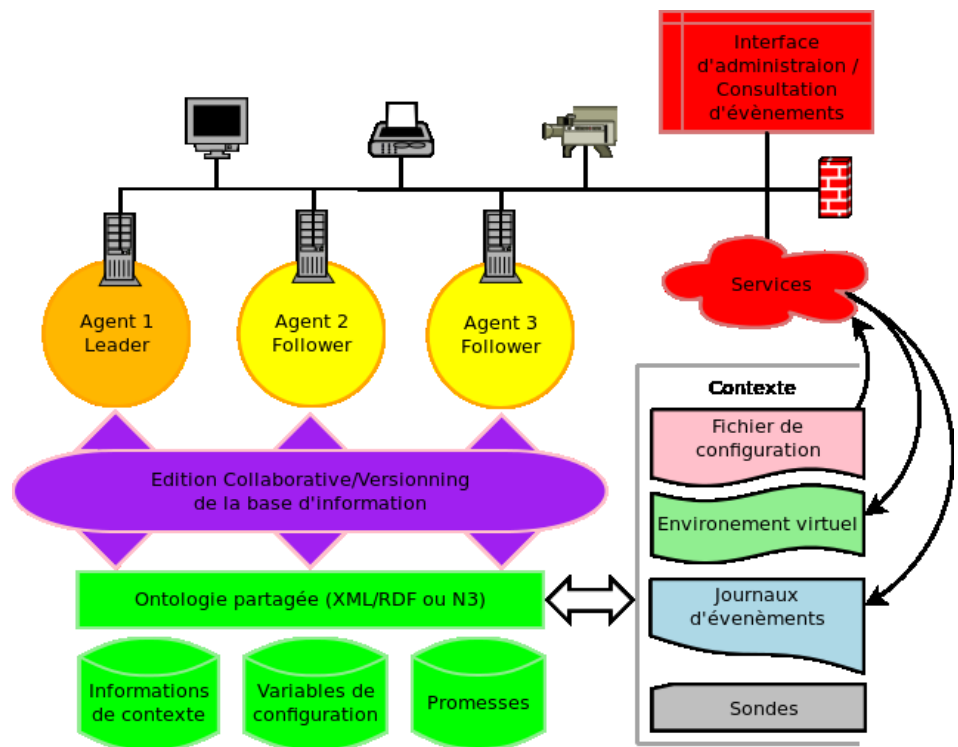 Interface
d'administraion /
Consultation
d'évènements
Services
Agent 1
Leader
Agent 2
Follower
Agent 3
Follower
Contexte
Fichier de
configuration
Edition Collaborative/Versionning
de la base d'information
Environement virtuel
Ontologie partagée (XML/RDF ou N3)
Journaux
d'évenèments
Informations
de contexte
Variables de
configuration
Promesses
Sondes